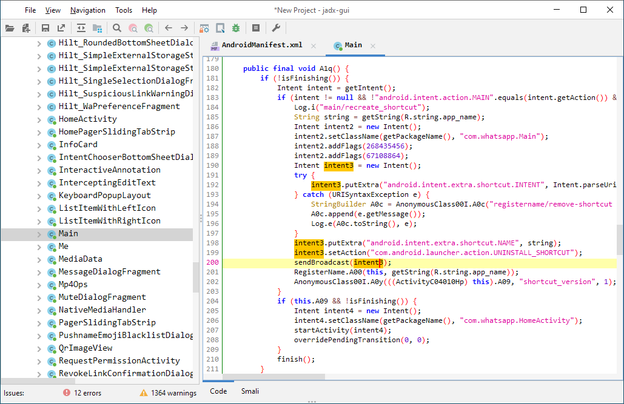 *New Project - jadx-gui
File View Navigation Tools Help
Hilt_RoundedBottomSheetDialo
Hilt_SimpleExternalStorageSt
Hilt_SimpleExternalStorageSt
Hilt_SingleSelectionDialogFr
Hilt_SuspiciousLinkWarningDi
Hilt_WaPreferenceFragment
HomeActivity
HomePagerSlidingTabStrip
InfoCard
IntentChooserBottomSheetDial
InteractiveAnnotation
InterceptingEditText
KeyboardPopupLayout
ListItemWithLeftIcon
ListItemWithRightIcon
Main
Me
MediaData
MessageDialogFragment
Mp4Ops
MuteDialogFragment
NativeMediaHandler
PagerSlidingTabStrip
PushnameEmojiBlacklistDialog
QrImageView
RequestPermissionActivity
RevokeLinkConfirmationDialog
AndroidManifest.xml Main
179
180 public final void A1q() {
181 if (!isFinishing()) {
182 Intent intent = getIntent();
183 if (intent != null && !"android.intent.action.MAIN".equals(intent.getAction()) &
184 Log.i("main/recreate_shortcut");
185 String string = getString(R.string.app_name);
186 Intent intent2 = new Intent();
187 intent2.setClassName(getPackageName(), "com.whatsapp.Main");
188 intent2.addFlags(268435456);
189 intent2.addFlags(67108864);
190 Intent intent3 = new Intent();
191 try {
192 intent3.putExtra("android.intent.extra.shortcut.INTENT", Intent.parseUri
193 } catch (URISyntaxException e) {
194 StringBuilder A0c = AnonymousClass00I.A0c("registername/remove-shortcut
195 A0c.append(e.getMessage());
196 Log.e(A0c.toString(), e);
197 }
198 intent3.putExtra("android.intent.extra.shortcut.NAME", string);
199 intent3.setAction("com.android.launcher.action.UNINSTALL_SHORTCUT");
200 sendBroadcast(intent3);
201 RegisterName.A00(this, getString(R.string.app_name));
202 AnonymousClass00I.A0y(((ActivityC04010Hp) this).A09, "shortcut_version", 1);
203 }
204 if (this.A09 && !isFinishing()) {
205 Intent intent4 = new Intent();
206 intent4.setClassName(getPackageName(), "com.whatsapp.HomeActivity");
207 startActivity(intent4);
208 overridePendingTransition(0, 0);
209 }
210 finish();
211 }
Issues: 12 errors 1364 warnings Code Smali